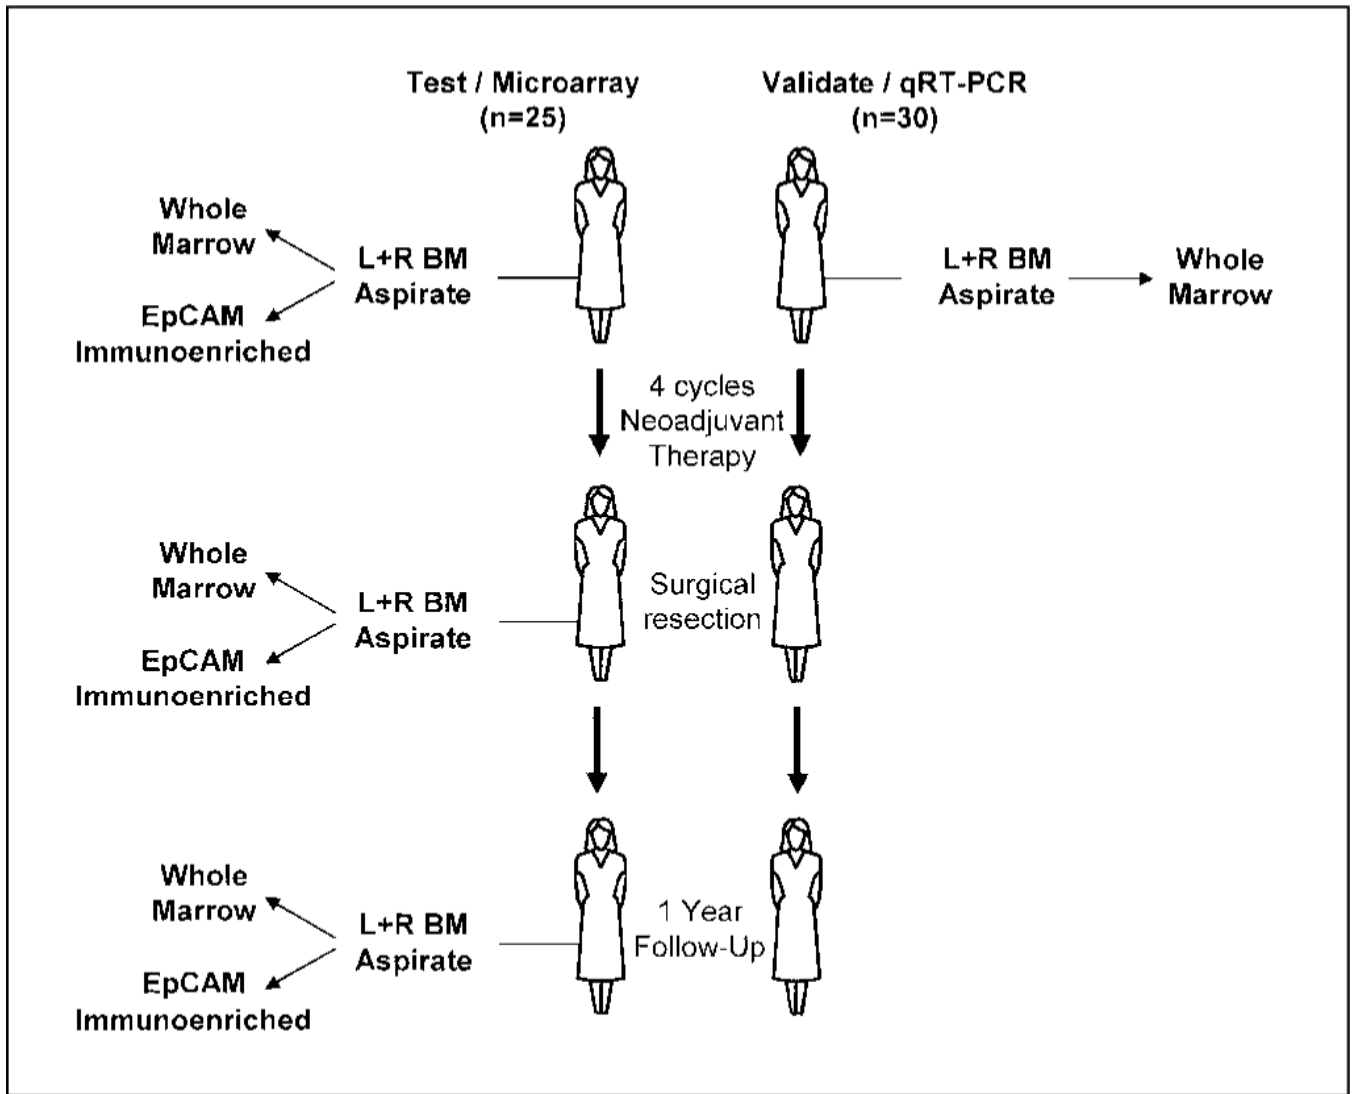 Test / Microarray
(n=25)
Validate / qRT-PCR
(n=30)
Whole
Marrow
EpCAM
Immunoenriched
L+R BM
Aspirate
L+R BM
Aspirate
Whole
Marrow
4 cycles
Neoadjuvant
Therapy
Whole
Marrow
EpCAM
Immunoenriched
L+R BM
Aspirate
Surgical
resection
Whole
Marrow
EpCAM
Immunoenriched
L+R BM
Aspirate
1 Year
Follow-Up